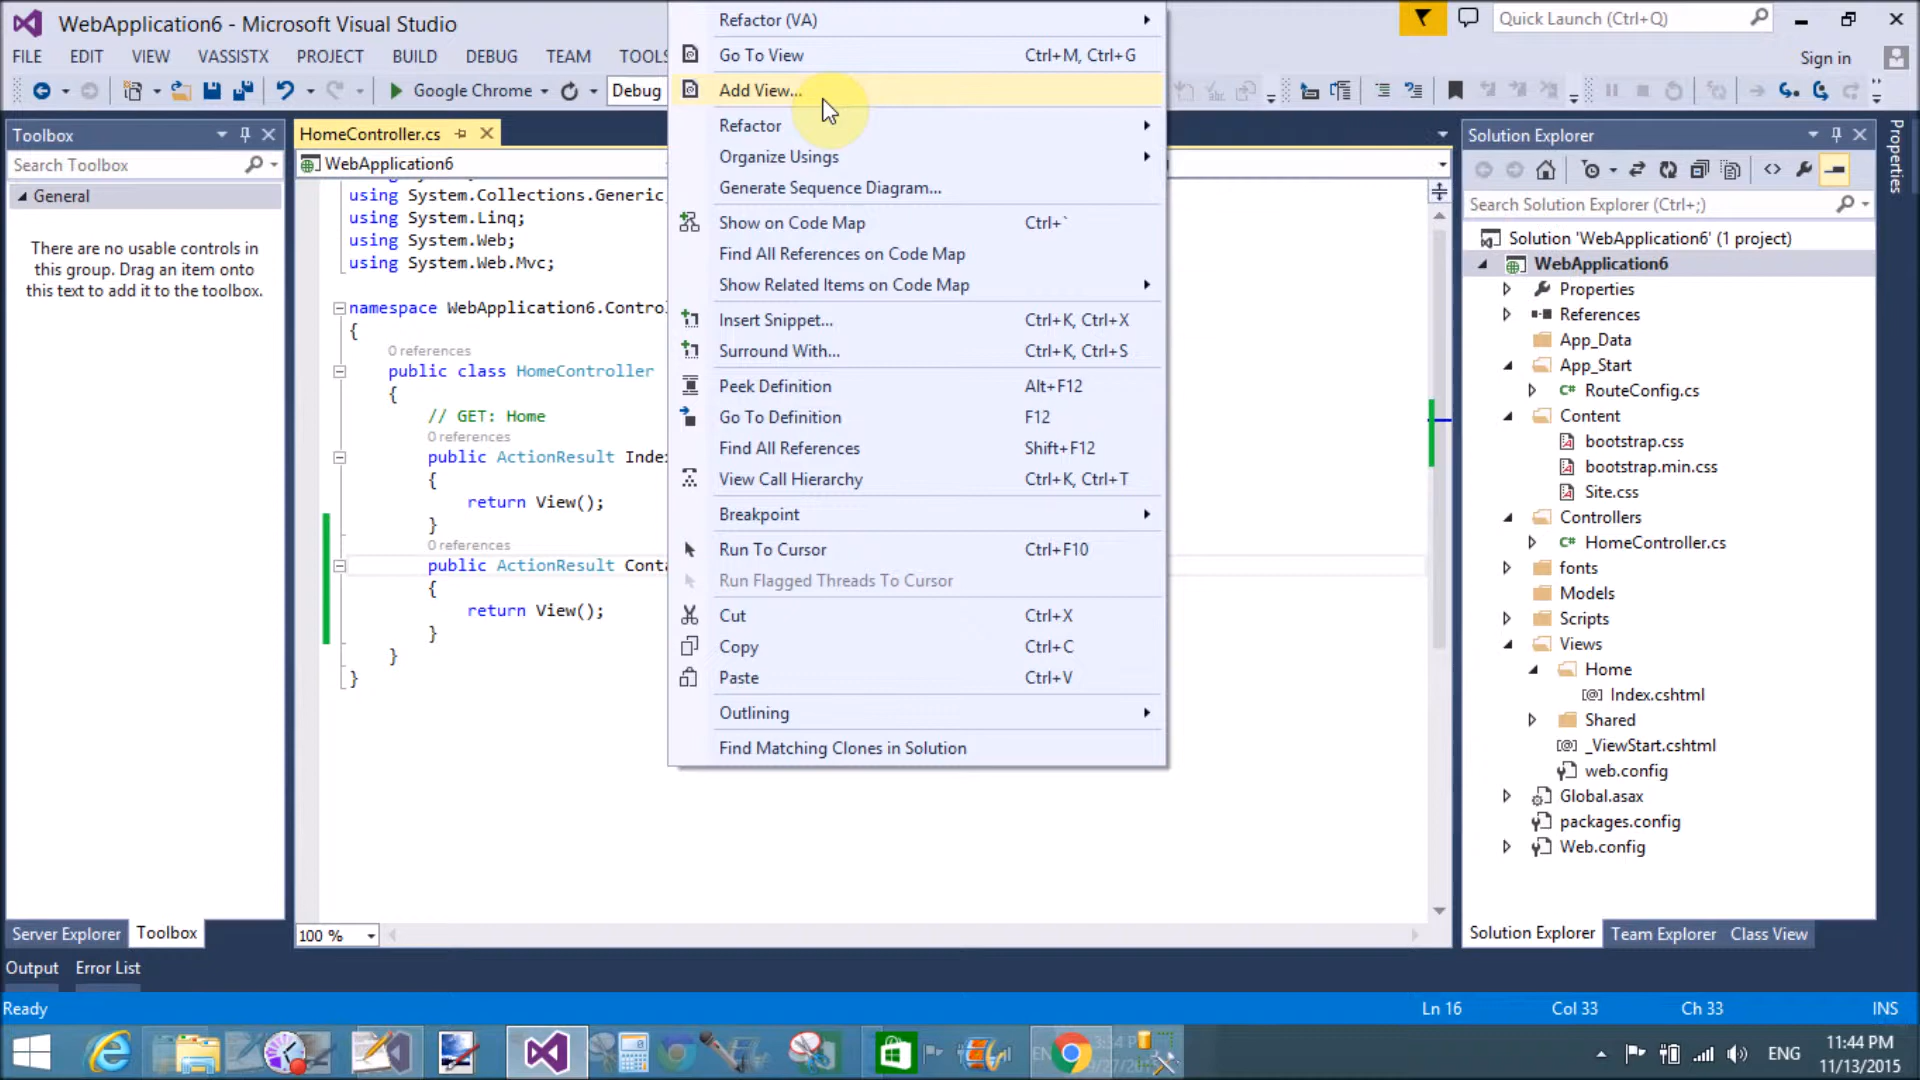 WebApplication6 - Microsoft Visual Studio
Quick Launch (Ctrl+Q)
FILE EDIT VIEW VASSISTX PROJECT BUILD DEBUG TEAM TOOLS
Sign in
Google Chrome Debug
Toolbox
Search Toolbox
General
There are no usable controls in
this group. Drag an item onto
this text to add it to the toolbox.
HomeController.cs
WebApplication6
using System.Collections.Generic
using System.Linq;
using System.Web;
using System.Web.Mvc;
namespace WebApplication6.Contro
{
0 references
public class HomeController
{
// GET: Home
0 references
public ActionResult Inde
{
return View();
}
0 references
public ActionResult Conta
{
return View();
}
}
}
Refactor (VA)
Go To View Ctrl+M, Ctrl+G
Add View...
Refactor
Organize Usings
Generate Sequence Diagram...
Show on Code Map Ctrl+`
Find All References on Code Map
Show Related Items on Code Map
Insert Snippet... Ctrl+K, Ctrl+X
Surround With... Ctrl+K, Ctrl+S
Peek Definition Alt+F12
Go To Definition F12
Find All References Shift+F12
View Call Hierarchy Ctrl+K, Ctrl+T
Breakpoint
Run To Cursor Ctrl+F10
Run Flagged Threads To Cursor
Cut Ctrl+X
Copy Ctrl+C
Paste Ctrl+V
Outlining
Find Matching Clones in Solution
Solution Explorer
Search Solution Explorer (Ctrl+;)
Solution 'WebApplication6' (1 project)
WebApplication6
Properties
References
App_Data
App_Start
C# RouteConfig.cs
Content
bootstrap.css
bootstrap.min.css
Site.css
Controllers
C# HomeController.cs
fonts
Models
Scripts
Views
Home
[@] Index.cshtml
Shared
[@] _ViewStart.cshtml
web.config
Global.asax
packages.config
Web.config
Properties
Server Explorer Toolbox
100 %
Solution Explorer Team Explorer Class View
Output Error List
Ready
Ln 16 Col 33 Ch 33 INS
ENG
11:44 PM
11/13/2015